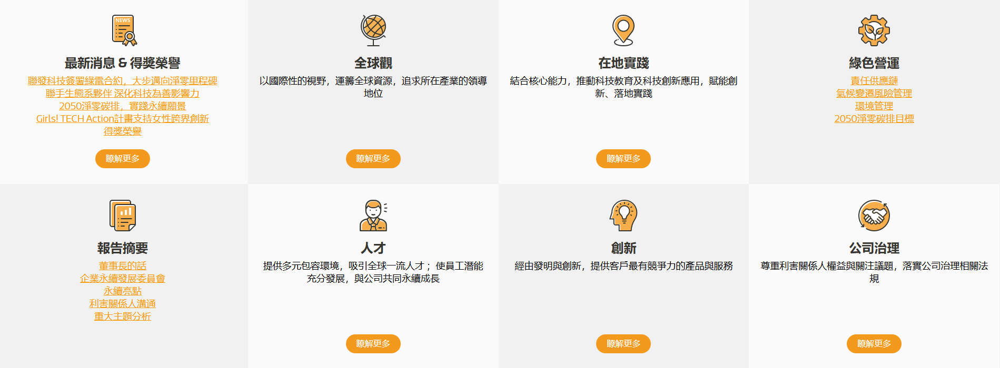 NEWS
最新消息 & 得獎榮譽
聯發科技簽署綠電合約，大步邁向淨零里程碑
聯手生態系夥伴 深化科技為善影響力
2050淨零碳排，實踐永續願景
Girls! TECH Action計畫支持女性跨界創新
得獎榮譽
瞭解更多
全球觀
以國際性的視野，運籌全球資源，追求所在產業的領導
地位
瞭解更多
在地實踐
結合核心能力，推動科技教育及科技創新應用，賦能創
新、落地實踐
瞭解更多
綠色營運
責任供應鏈
氣候變遷風險管理
環境管理
2050淨零碳排目標
報告摘要
董事長的話
企業永續發展委員會
永續亮點
利害關係人溝通
重大主題分析
人才
提供多元包容環境，吸引全球一流人才；使員工潛能
充分發展，與公司共同永續成長
瞭解更多
創新
經由發明與創新，提供客戶最有競爭力的產品與服務
瞭解更多
公司治理
尊重利害關係人權益與關注議題，落實公司治理相關法
規
瞭解更多